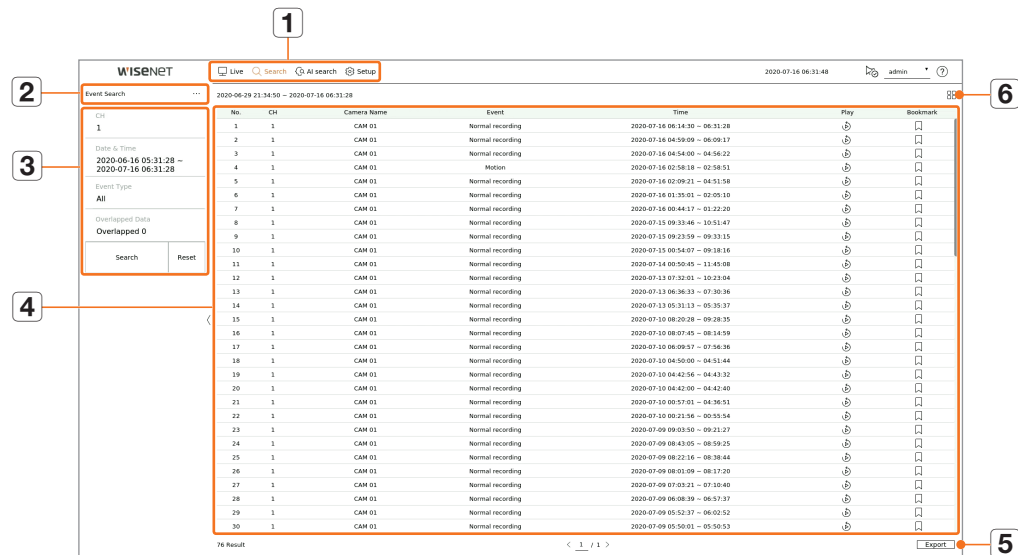 1
WISENET Live Search AI search Setup 2020-07-16 06:31:48 admin ?
2
Event Search ...
2020-06-29 21:34:50 ~ 2020-07-16 06:31:28
6
3
CH
1
Date & Time
2020-06-16 05:31:28 ~
2020-07-16 06:31:28
Event Type
All
Overlapped Data
Overlapped 0
Search Reset
4
No. CH Camera Name Event Time Play Bookmark
1 1 CAM 01 Normal recording 2020-07-16 06:14:30 ~ 06:31:28
2 1 CAM 01 Normal recording 2020-07-16 04:59:09 ~ 06:09:17
3 1 CAM 01 Normal recording 2020-07-16 04:54:00 ~ 04:56:22
4 1 CAM 01 Motion 2020-07-16 02:58:18 ~ 02:58:51
5 1 CAM 01 Normal recording 2020-07-16 02:09:21 ~ 04:51:58
6 1 CAM 01 Normal recording 2020-07-16 01:35:01 ~ 02:05:10
7 1 CAM 01 Normal recording 2020-07-16 00:44:17 ~ 01:22:20
8 1 CAM 01 Normal recording 2020-07-15 09:33:46 ~ 10:51:47
9 1 CAM 01 Normal recording 2020-07-15 09:23:59 ~ 09:33:15
10 1 CAM 01 Normal recording 2020-07-15 00:54:07 ~ 09:18:16
11 1 CAM 01 Normal recording 2020-07-14 00:50:45 ~ 11:45:08
12 1 CAM 01 Normal recording 2020-07-13 07:32:01 ~ 10:23:04
13 1 CAM 01 Normal recording 2020-07-13 06:36:33 ~ 07:30:36
14 1 CAM 01 Normal recording 2020-07-13 05:31:13 ~ 05:35:37
15 1 CAM 01 Normal recording 2020-07-10 08:20:28 ~ 09:28:35
16 1 CAM 01 Normal recording 2020-07-10 08:07:45 ~ 08:14:59
17 1 CAM 01 Normal recording 2020-07-10 06:09:57 ~ 07:56:36
18 1 CAM 01 Normal recording 2020-07-10 04:50:00 ~ 04:51:44
19 1 CAM 01 Normal recording 2020-07-10 04:42:56 ~ 04:43:32
20 1 CAM 01 Normal recording 2020-07-10 04:42:00 ~ 04:42:40
21 1 CAM 01 Normal recording 2020-07-10 00:57:01 ~ 04:36:51
22 1 CAM 01 Normal recording 2020-07-10 00:21:56 ~ 00:55:54
23 1 CAM 01 Normal recording 2020-07-09 09:03:50 ~ 09:21:27
24 1 CAM 01 Normal recording 2020-07-09 08:43:05 ~ 08:59:25
25 1 CAM 01 Normal recording 2020-07-09 08:22:16 ~ 08:38:44
26 1 CAM 01 Normal recording 2020-07-09 08:01:09 ~ 08:17:20
27 1 CAM 01 Normal recording 2020-07-09 07:03:21 ~ 07:10:40
28 1 CAM 01 Normal recording 2020-07-09 06:08:39 ~ 06:57:37
29 1 CAM 01 Normal recording 2020-07-09 05:52:37 ~ 06:02:52
30 1 CAM 01 Normal recording 2020-07-09 05:50:01 ~ 05:50:53
76 Result < 1 / 1 > Export
5